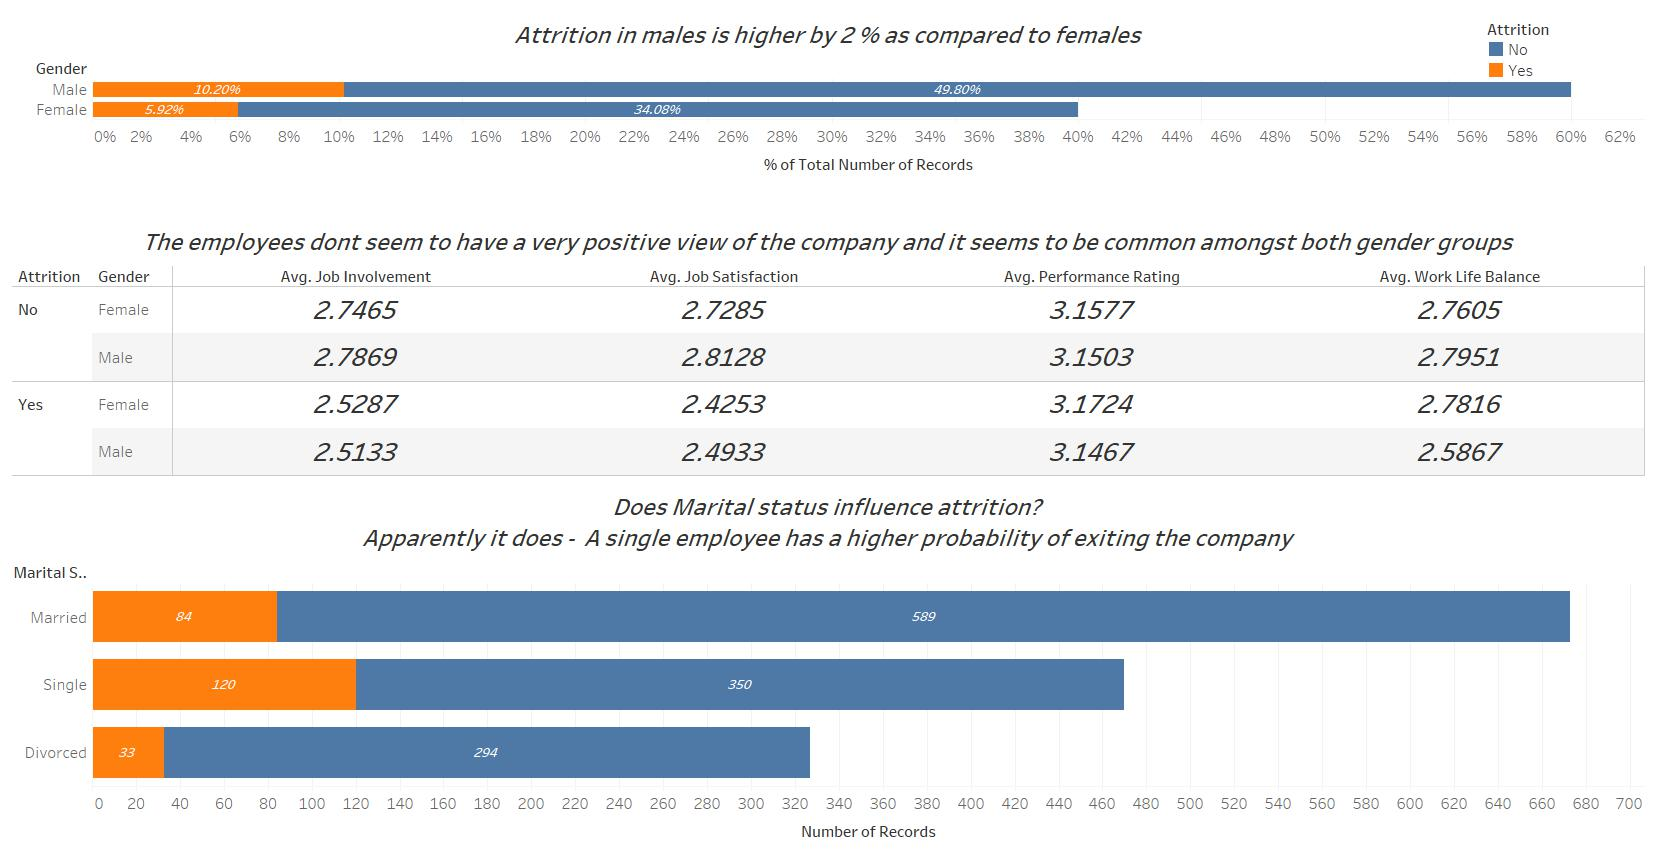 Attrition in males is higher by 2 % as compared to females
Attrition
No
Yes
Gender
Male 10.20% 49.80%
Female 5.92% 34.08%
0% 2% 4% 6% 8% 10% 12% 14% 16% 18% 20% 22% 24% 26% 28% 30% 32% 34% 36% 38% 40% 42% 44% 46% 48% 50% 52% 54% 56% 58% 60% 62%
% of Total Number of Records
The employees dont seem to have a very positive view of the company and it seems to be common amongst both gender groups
Attrition Gender Avg. Job Involvement Avg. Job Satisfaction Avg. Performance Rating Avg. Work Life Balance
No Female 2.7465 2.7285 3.1577 2.7605
Male 2.7869 2.8128 3.1503 2.7951
Yes Female 2.5287 2.4253 3.1724 2.7816
Male 2.5133 2.4933 3.1467 2.5867
Does Marital status influence attrition?
Apparently it does - A single employee has a higher probability of exiting the company
Marital S..
Married 84 589
Single 120 350
Divorced 33 294
0 20 40 60 80 100 120 140 160 180 200 220 240 260 280 300 320 340 360 380 400 420 440 460 480 500 520 540 560 580 600 620 640 660 680 700
Number of Records